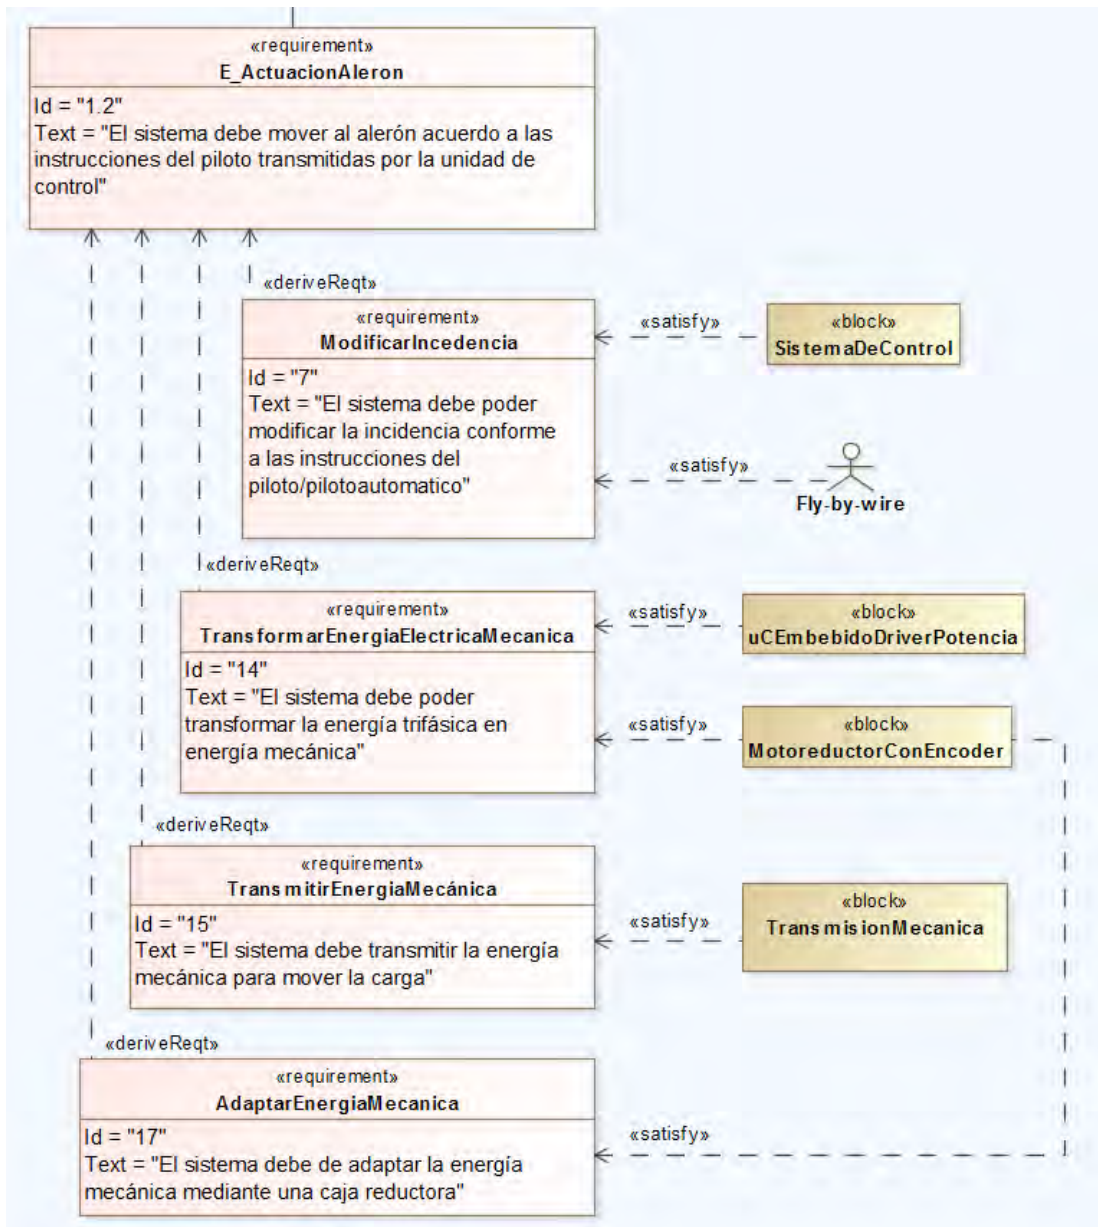 «requirement»
E_ActuacionAleron
Id = "1.2"
Text = "El sistema debe mover al alerón acuerdo a las
instrucciones del piloto transmitidas por la unidad de
control"
«deriveReqt»
«requirement»
ModificarIncedencia
Id = "7"
Text = "El sistema debe poder
modificar la incidencia conforme
a las instrucciones del
piloto/pilotoautomatico"
«satisfy»
«block»
SistemaDeControl
«satisfy»
Fly-by-wire
«deriveReqt»
«requirement»
TransformarEnergiaElectricaMecanica
Id = "14"
Text = "El sistema debe poder
transformar la energía trifásica en
energía mecánica"
«satisfy»
«block»
uCEmbebidoDriverPotencia
«satisfy»
«block»
MotoreductorConEncoder
«deriveReqt»
«requirement»
TransmitirEnergiaMecánica
Id = "15"
Text = "El sistema debe transmitir la energía
mecánica para mover la carga"
«satisfy»
«block»
TransmisionMecanica
«deriveReqt»
«requirement»
AdaptarEnergiaMecanica
Id = "17"
Text = "El sistema debe de adaptar la energía
mecánica mediante una caja reductora"
«satisfy»